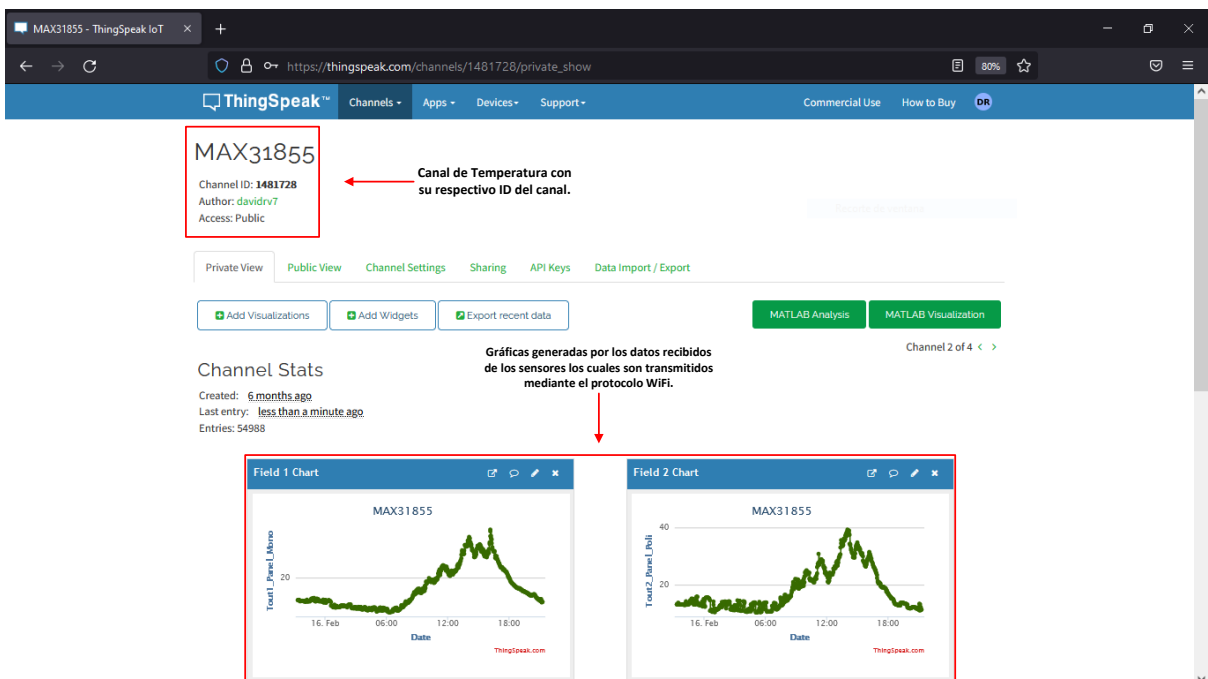 MAX31855 - ThingSpeak IoT
https://thingspeak.com/channels/1481728/private_show
80%
ThingSpeak™ Channels Apps Devices Support Commercial Use How to Buy DR
MAX31855
Channel ID: 1481728
Author: davidrv7
Access: Public
Canal de Temperatura con
su respectivo ID del canal.
Private View Public View Channel Settings Sharing API Keys Data Import / Export
Add Visualizations Add Widgets Export recent data MATLAB Analysis MATLAB Visualization
Channel 2 of 4 < >
Gráficas generadas por los datos recibidos
de los sensores los cuales son transmitidos
mediante el protocolo WiFi.
Channel Stats
Created: 6 months ago
Last entry: less than a minute ago
Entries: 54988
Field 1 Chart
MAX31855
Tout1_Panel_Mono
20
16. Feb 06:00 12:00 18:00
Date
ThingSpeak.com
Field 2 Chart
MAX31855
Tout2_Panel_Poli
40
20
16. Feb 06:00 12:00 18:00
Date
ThingSpeak.com